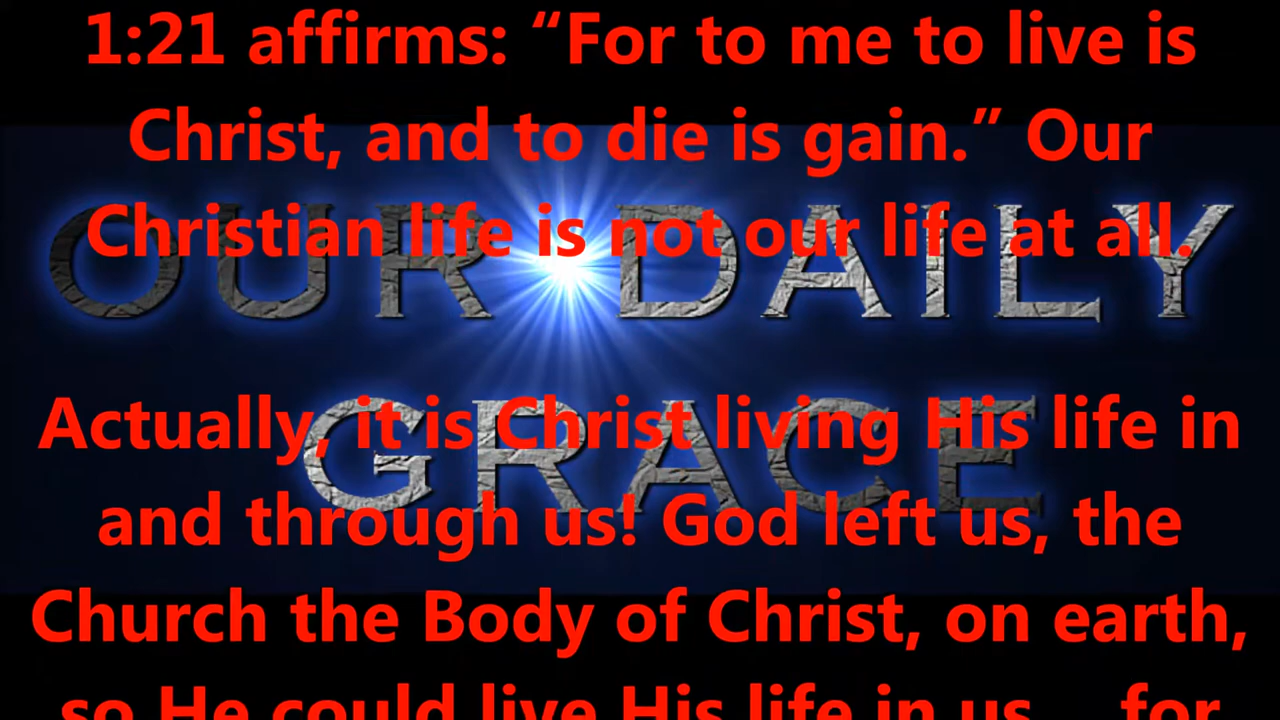 1:21 affirms: “For to me to live is
Christ, and to die is gain.” Our
Christian life is not our life at all.
OUR DAILY
Actually, it is Christ living His life in
GRACE
and through us! God left us, the
Church the Body of Christ, on earth,
so He could live His life in us... for